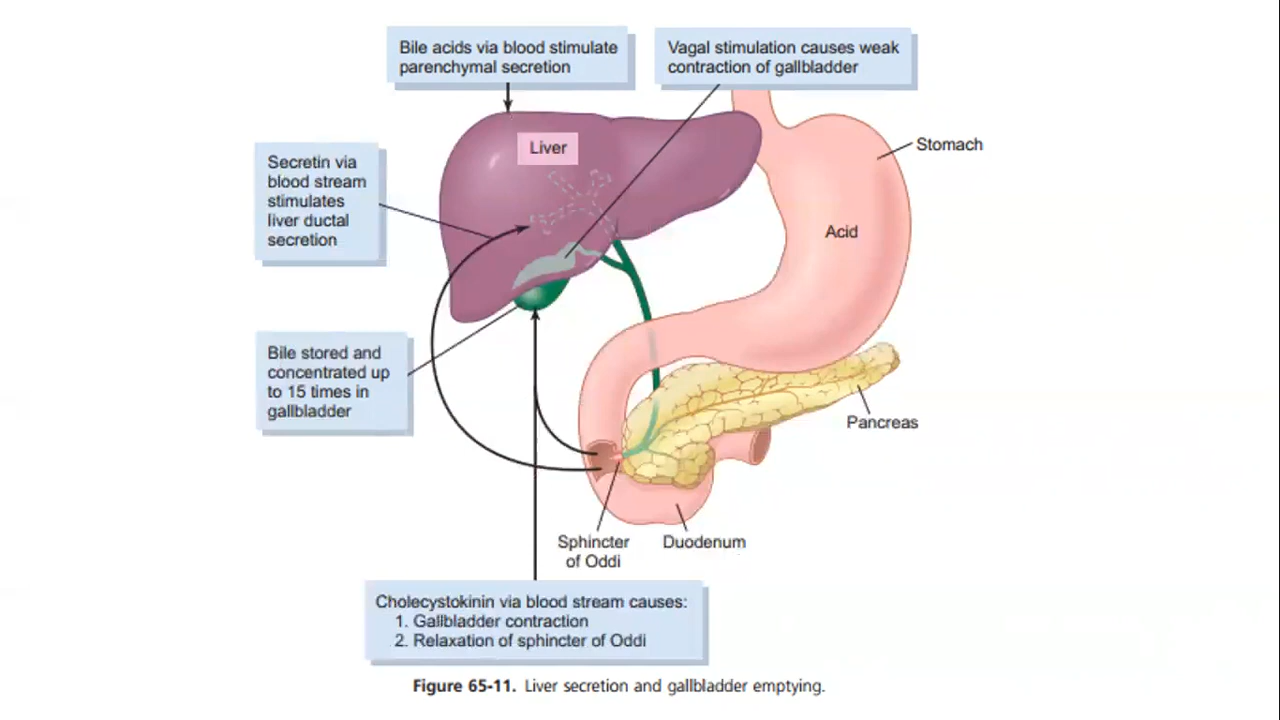 Bile acids via blood stimulate
parenchymal secretion
Vagal stimulation causes weak
contraction of gallbladder
Liver
Stomach
Secretin via
blood stream
stimulates
liver ductal
secretion
Acid
Bile stored and
concentrated up
to 15 times in
gallbladder
Pancreas
Sphincter
of Oddi
Duodenum
Cholecystokinin via blood stream causes:
1. Gallbladder contraction
2. Relaxation of sphincter of Oddi
Figure 65-11. Liver secretion and gallbladder emptying.